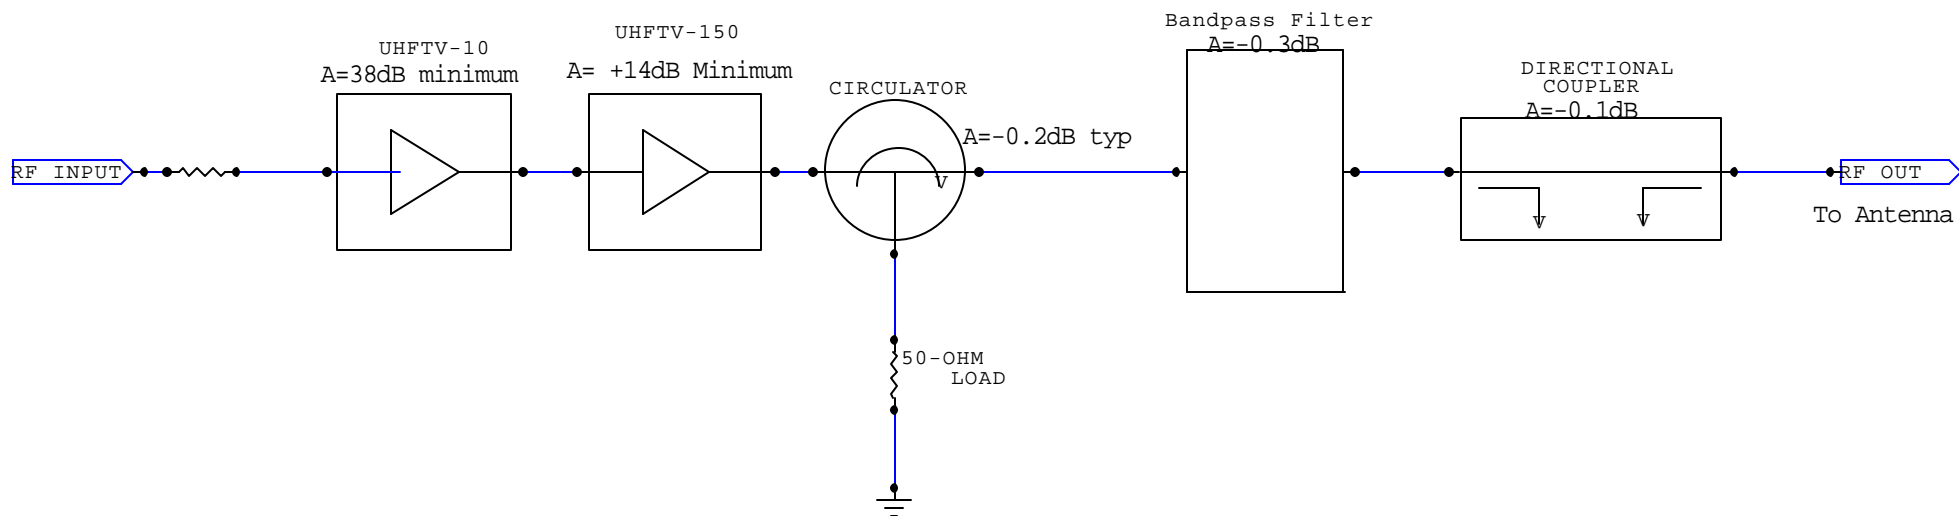 RF INPUT
UHFTV-10
A=38dB minimum
UHFTV-150
A= +14dB Minimum
CIRCULATOR
A=-0.2dB typ
V
50-OHM
LOAD
Bandpass Filter
A=-0.3dB
DIRECTIONAL
COUPLER
A=-0.1dB
V
V
RF OUT
To Antenna